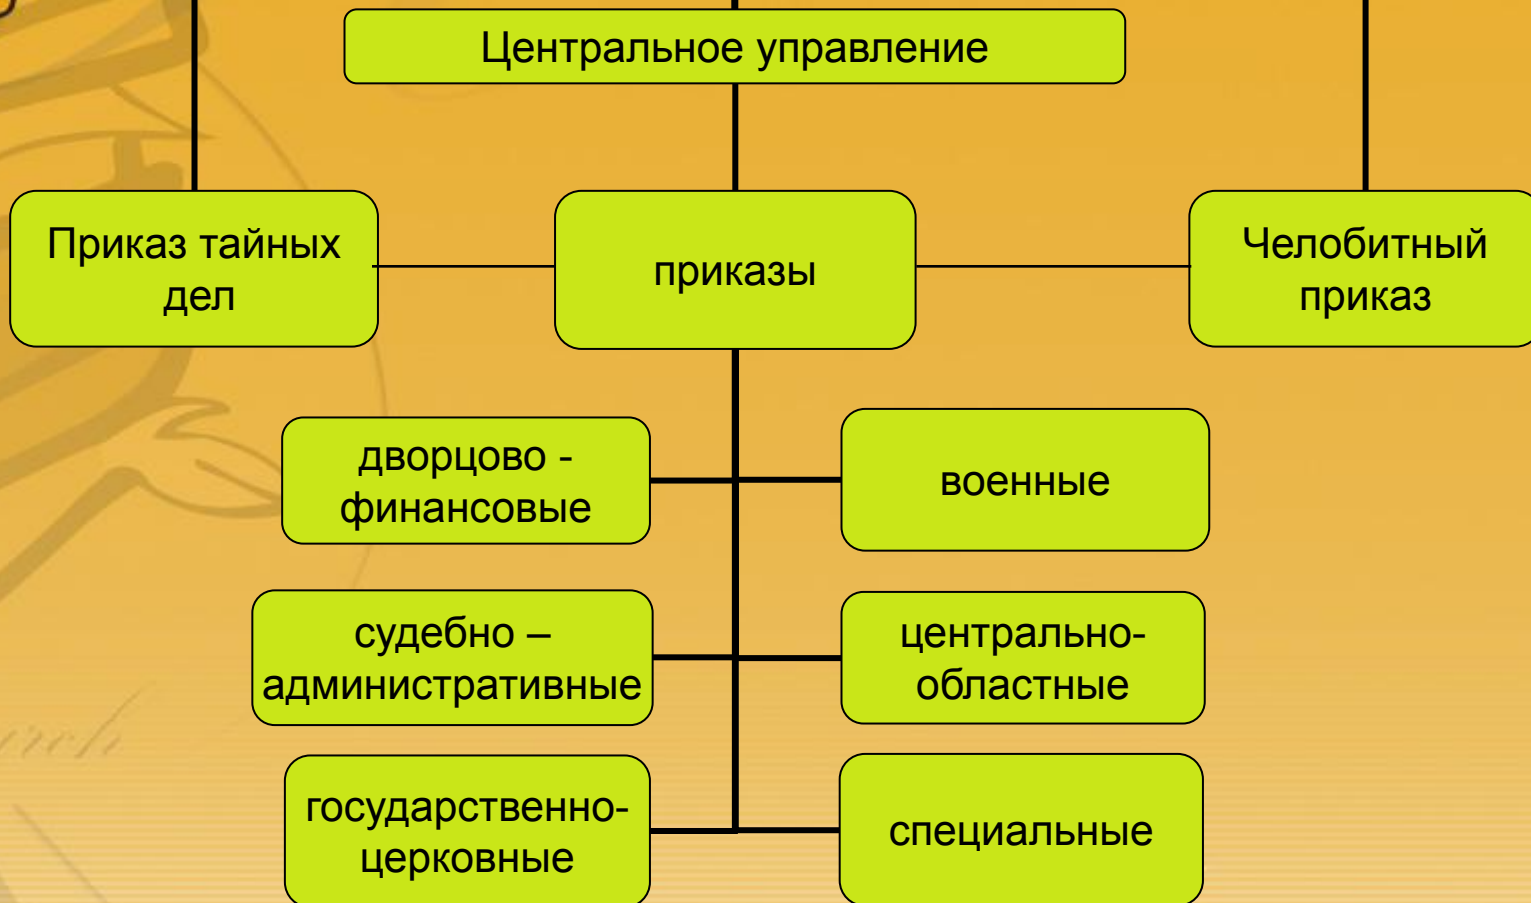 Центральное управление
Приказ тайных
дел
приказы
Челобитный
приказ
дворцово -
финансовые
военные
судебно –
административные
центрально-
областные
государственно-
церковные
специальные